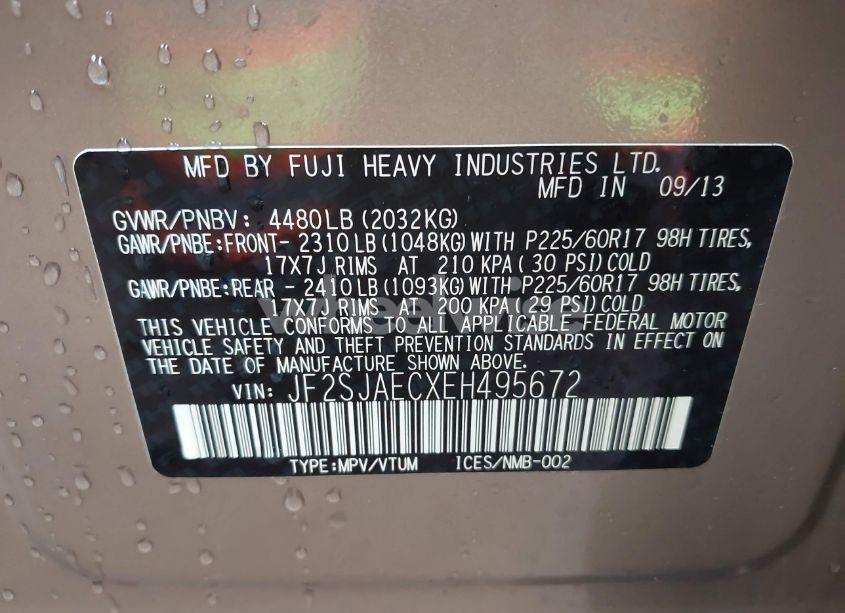 MFD BY FUJI HEAVY INDUSTRIES LTD.
MFD IN 09/13
GVWR/PNBV: 4480LB (2032KG)
GAWR/PNBE:FRONT- 2310LB (1048KG) WITH P225/60R17 98H TIRES,
17X7J RIMS AT 210 KPA( 30 PSI) COLD
GAWR/PNBE:REAR - 2410LB (1093KG) WITH P225/60R17 98H TIRES,
17X7J RIMS AT 200 KPA (29 PSI) COLD.
THIS VEHICLE CONFORMS TO ALL APPLICABLE FEDERAL MOTOR
VEHICLE SAFETY AND THEFT PREVENTION STANDARDS IN EFFECT ON
THE DATE OF MANUFACTURE SHOWN ABOVE.
VIN: JF2SJAECXEH495672
TYPE:MPV/VTUM ICES/NMB-002